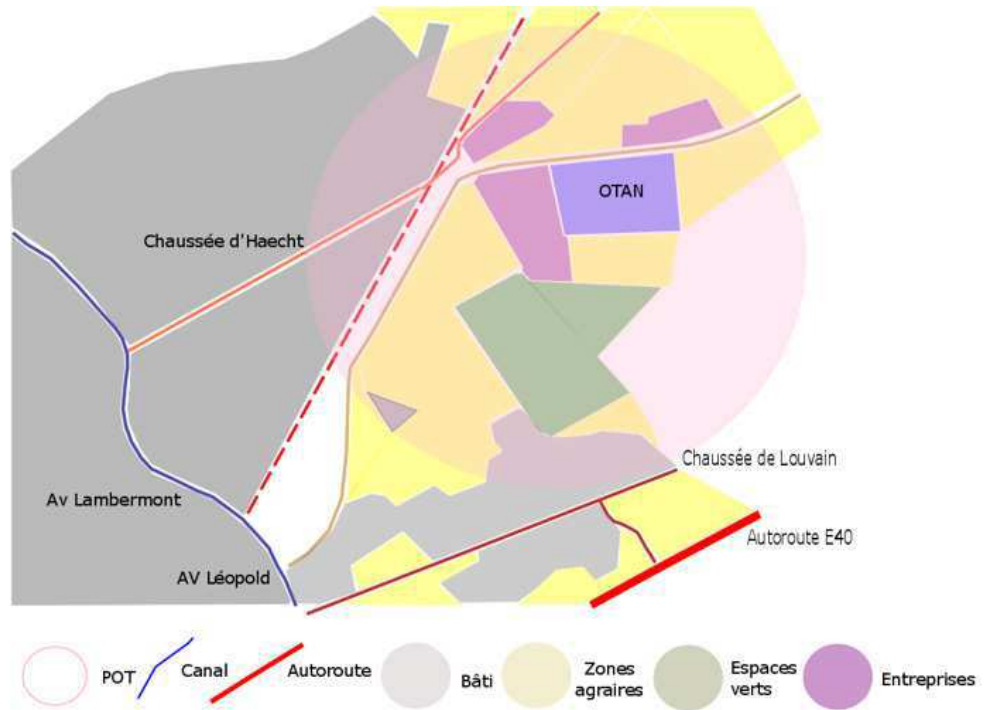 OTAN
Chaussée d'Haecht
Chaussée de Louvain
Av Lambermont
Autoroute E40
AV Léopold
POT
Canal
Autoroute
Bâti
Zones
agraires
Espaces
verts
Entreprises